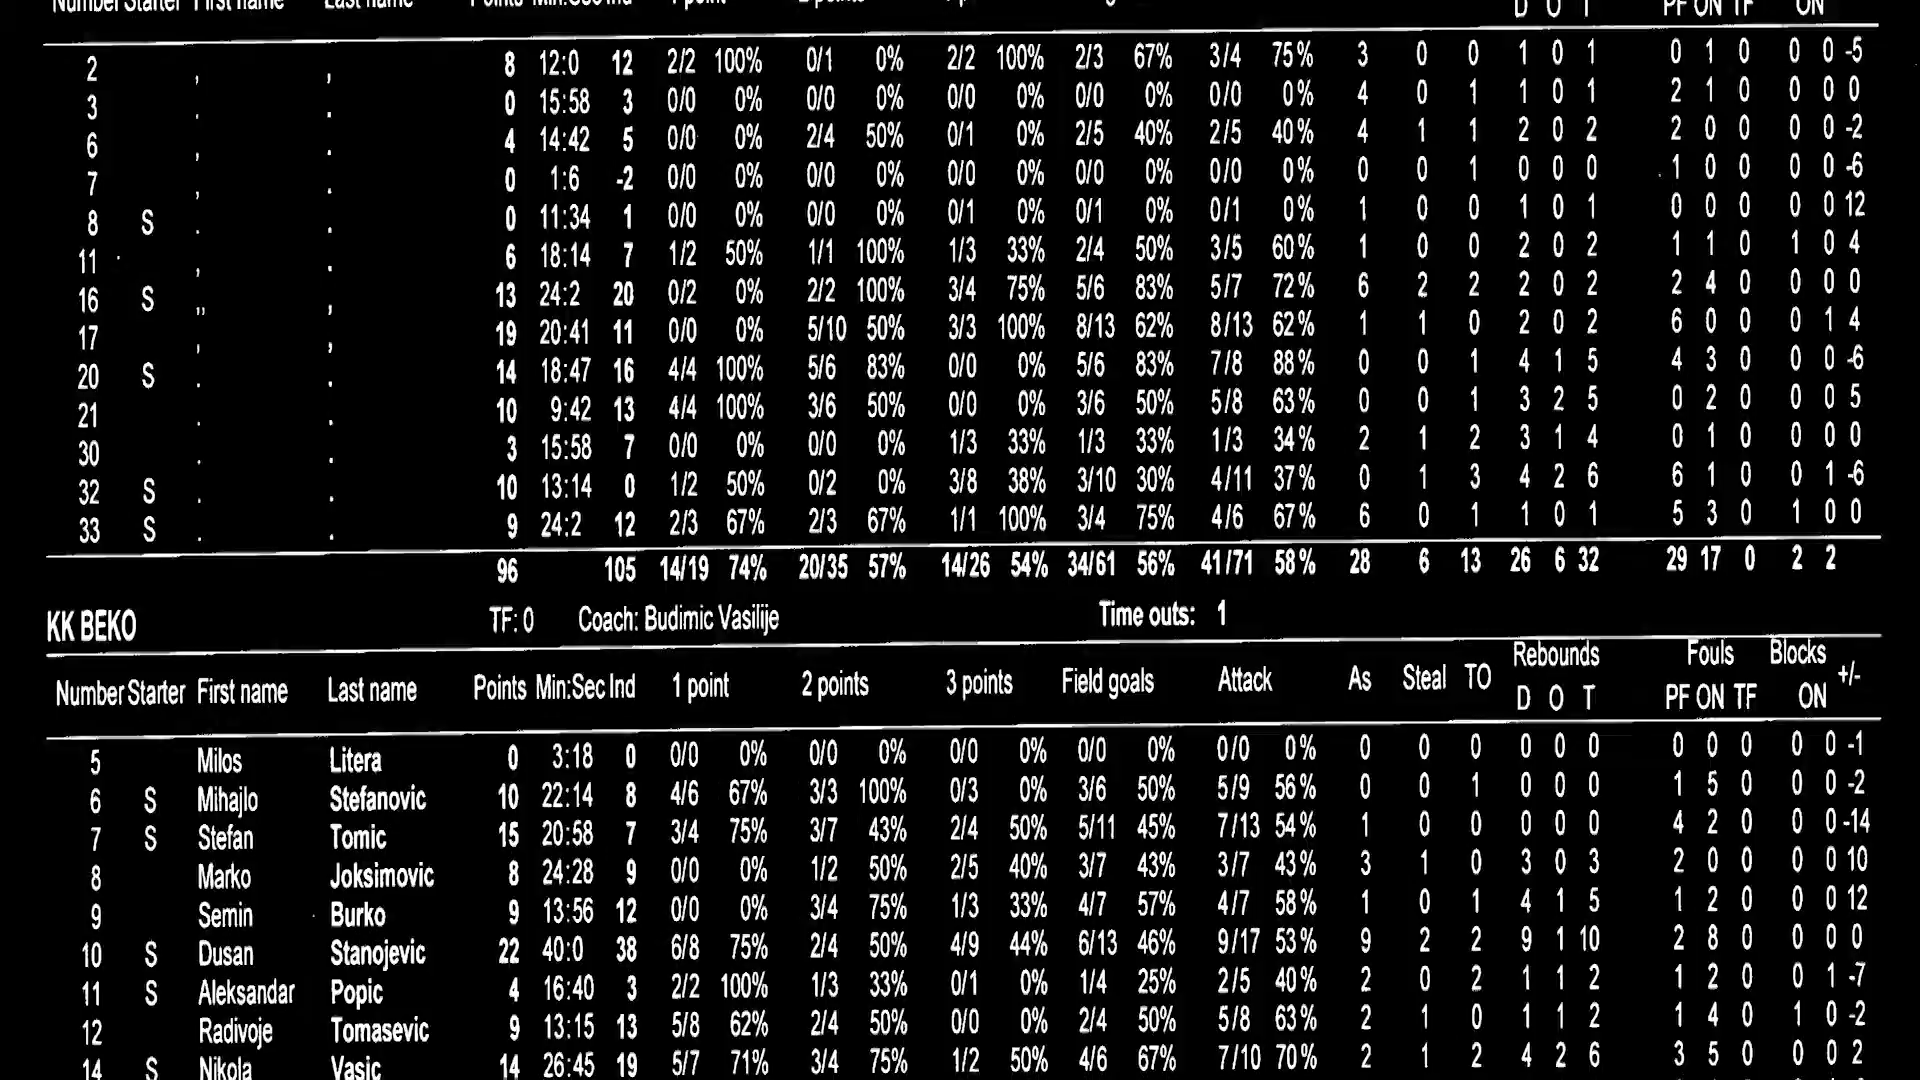 Number Starter First name Last name Points Min:Sec Ind 1 point 2 points D O T PF ON TF ON
2 , , 8 12:0 12 2/2 100% 0/1 0% 2/2 100% 2/3 67% 3/4 75% 3 0 0 1 0 1 0 1 0 0 0 -5
3 . . 0 15:58 3 0/0 0% 0/0 0% 0/0 0% 0/0 0% 0/0 0% 4 0 1 1 0 1 2 1 0 0 0 0
6 , . 4 14:42 5 0/0 0% 2/4 50% 0/1 0% 2/5 40% 2/5 40% 4 1 1 2 0 2 2 0 0 0 0 -2
7 , . 0 1:6 -2 0/0 0% 0/0 0% 0/0 0% 0/0 0% 0/0 0% 0 0 1 0 0 0 1 0 0 0 0 -6
8 S . . 0 11:34 1 0/0 0% 0/0 0% 0/1 0% 0/1 0% 0/1 0% 1 0 0 1 0 1 0 0 0 0 0 12
11 , . 6 18:14 7 1/2 50% 1/1 100% 1/3 33% 2/4 50% 3/5 60% 1 0 0 2 0 2 1 1 0 1 0 4
16 S ,, , 13 24:2 20 0/2 0% 2/2 100% 3/4 75% 5/6 83% 5/7 72% 6 2 2 2 0 2 2 4 0 0 0 0
17 , , 19 20:41 11 0/0 0% 5/10 50% 3/3 100% 8/13 62% 8/13 62% 1 1 0 2 0 2 6 0 0 0 1 4
20 S . . 14 18:47 16 4/4 100% 5/6 83% 0/0 0% 5/6 83% 7/8 88% 0 0 1 4 1 5 4 3 0 0 0 -6
21 . . 10 9:42 13 4/4 100% 3/6 50% 0/0 0% 3/6 50% 5/8 63% 0 0 1 3 2 5 0 2 0 0 0 5
30 . . 3 15:58 7 0/0 0% 0/0 0% 1/3 33% 1/3 33% 1/3 34% 2 1 2 3 1 4 0 1 0 0 0 0
32 S . . 10 13:14 0 1/2 50% 0/2 0% 3/8 38% 3/10 30% 4/11 37% 0 1 3 4 2 6 6 1 0 0 1 -6
33 S . . 9 24:2 12 2/3 67% 2/3 67% 1/1 100% 3/4 75% 4/6 67% 6 0 1 1 0 1 5 3 0 1 0 0
96 105 14/19 74% 20/35 57% 14/26 54% 34/61 56% 41/71 58% 28 6 13 26 6 32 29 17 0 2 2
KK BEKO TF: 0 Coach: Budimic Vasilije Time outs: 1
Rebounds Fouls Blocks
Number Starter First name Last name Points Min:Sec Ind 1 point 2 points 3 points Field goals Attack As Steal TO D O T PF ON TF ON +/-
5 Milos Litera 0 3:18 0 0/0 0% 0/0 0% 0/0 0% 0/0 0% 0/0 0% 0 0 0 0 0 0 0 0 0 0 0 -1
6 S Mihajlo Stefanovic 10 22:14 8 4/6 67% 3/3 100% 0/3 0% 3/6 50% 5/9 56% 0 0 1 0 0 0 1 5 0 0 0 -2
7 S Stefan Tomic 15 20:58 7 3/4 75% 3/7 43% 2/4 50% 5/11 45% 7/13 54% 1 0 0 0 0 0 4 2 0 0 0 -14
8 Marko Joksimovic 8 24:28 9 0/0 0% 1/2 50% 2/5 40% 3/7 43% 3/7 43% 3 1 0 3 0 3 2 0 0 0 0 10
9 Semin Burko 9 13:56 12 0/0 0% 3/4 75% 1/3 33% 4/7 57% 4/7 58% 1 0 1 4 1 5 1 2 0 0 0 12
10 S Dusan Stanojevic 22 40:0 38 6/8 75% 2/4 50% 4/9 44% 6/13 46% 9/17 53% 9 2 2 9 1 10 2 8 0 0 0 0
11 S Aleksandar Popic 4 16:40 3 2/2 100% 1/3 33% 0/1 0% 1/4 25% 2/5 40% 2 0 2 1 1 2 1 2 0 0 1 -7
12 Radivoje Tomasevic 9 13:15 13 5/8 62% 2/4 50% 0/0 0% 2/4 50% 5/8 63% 2 1 0 1 1 2 1 4 0 1 0 -2
14 S Nikola Vasic 14 26:45 19 5/7 71% 3/4 75% 1/2 50% 4/6 67% 7/10 70% 2 1 2 4 2 6 3 5 0 0 0 2